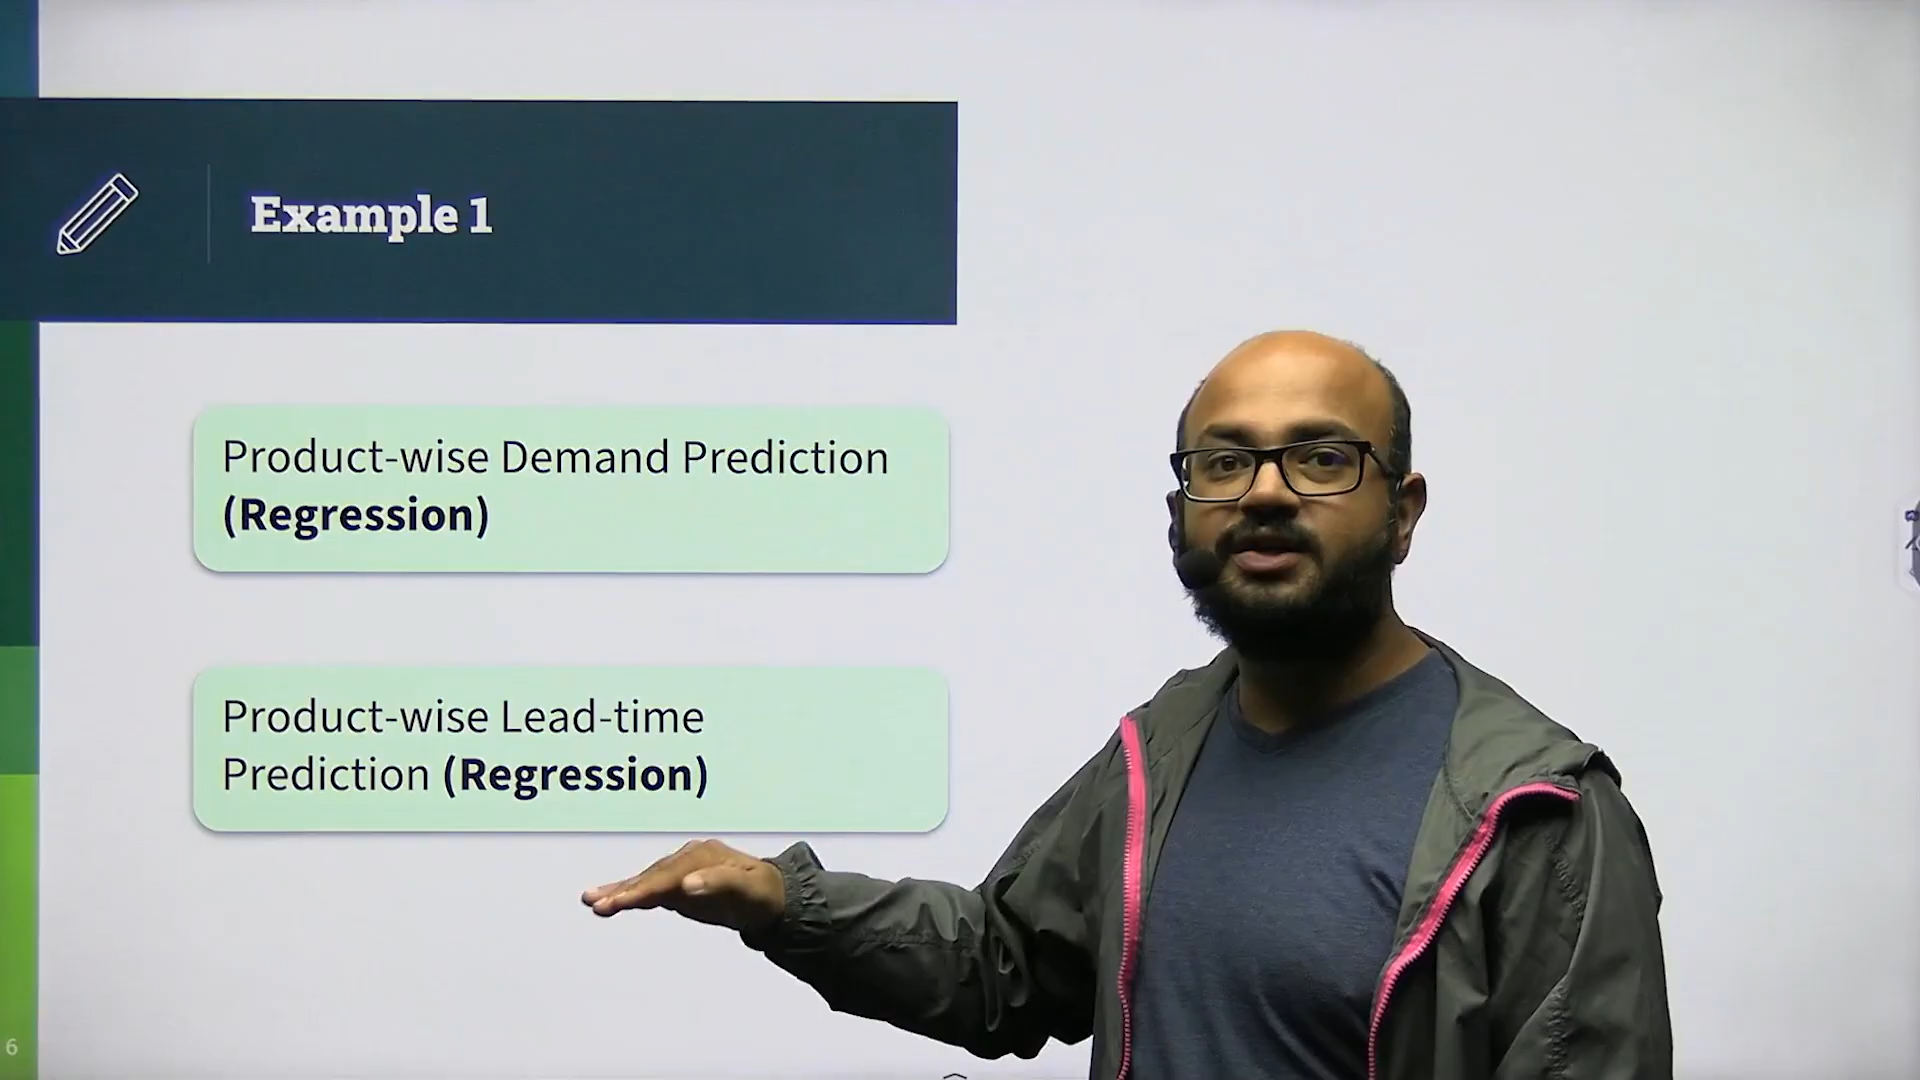 Example 1
Product-wise Demand Prediction
(Regression)
Product-wise Lead-time
Prediction (Regression)
6